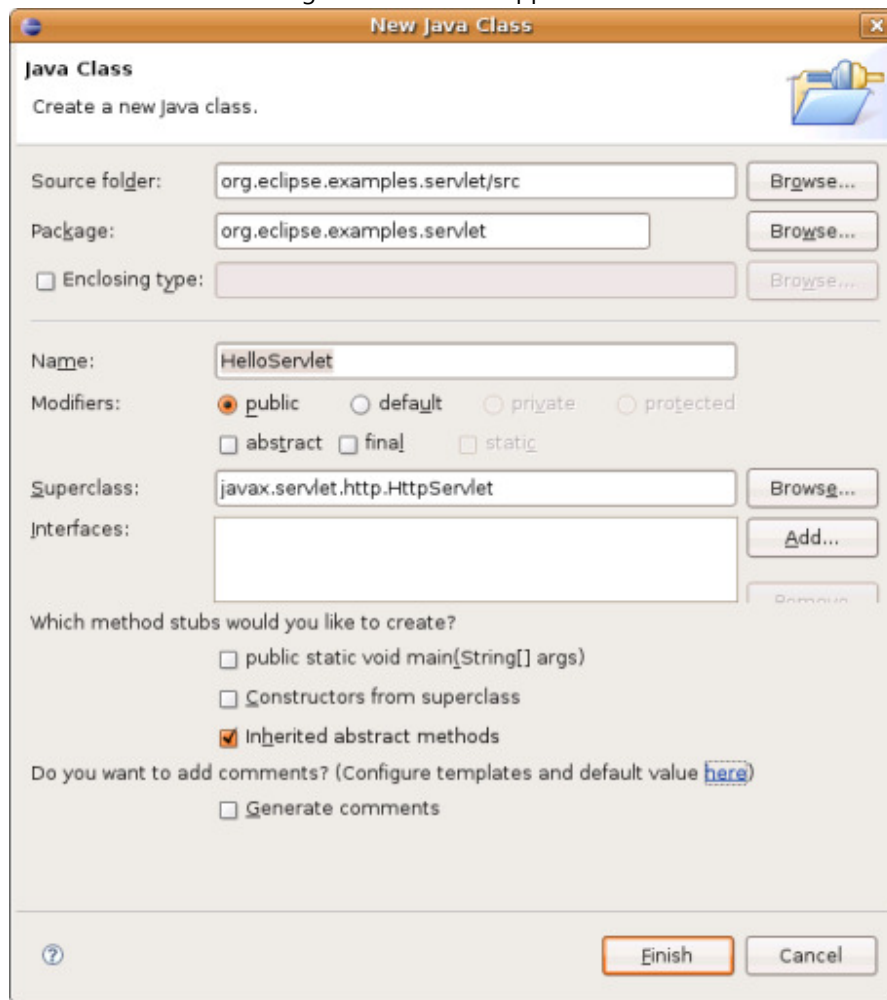 New Java Class
Java Class
Create a new Java class.
Source folder: org.eclipse.examples.servlet/src Browse...
Package: org.eclipse.examples.servlet Browse...
Enclosing type: Browse...
Name: HelloServlet
Modifiers: public default private protected
abstract final static
Superclass: javax.servlet.http.HttpServlet Browse...
Interfaces: Add...
Which method stubs would you like to create?
public static void main(String[] args)
Constructors from superclass
Inherited abstract methods
Do you want to add comments? (Configure templates and default value here)
Generate comments
Finish Cancel